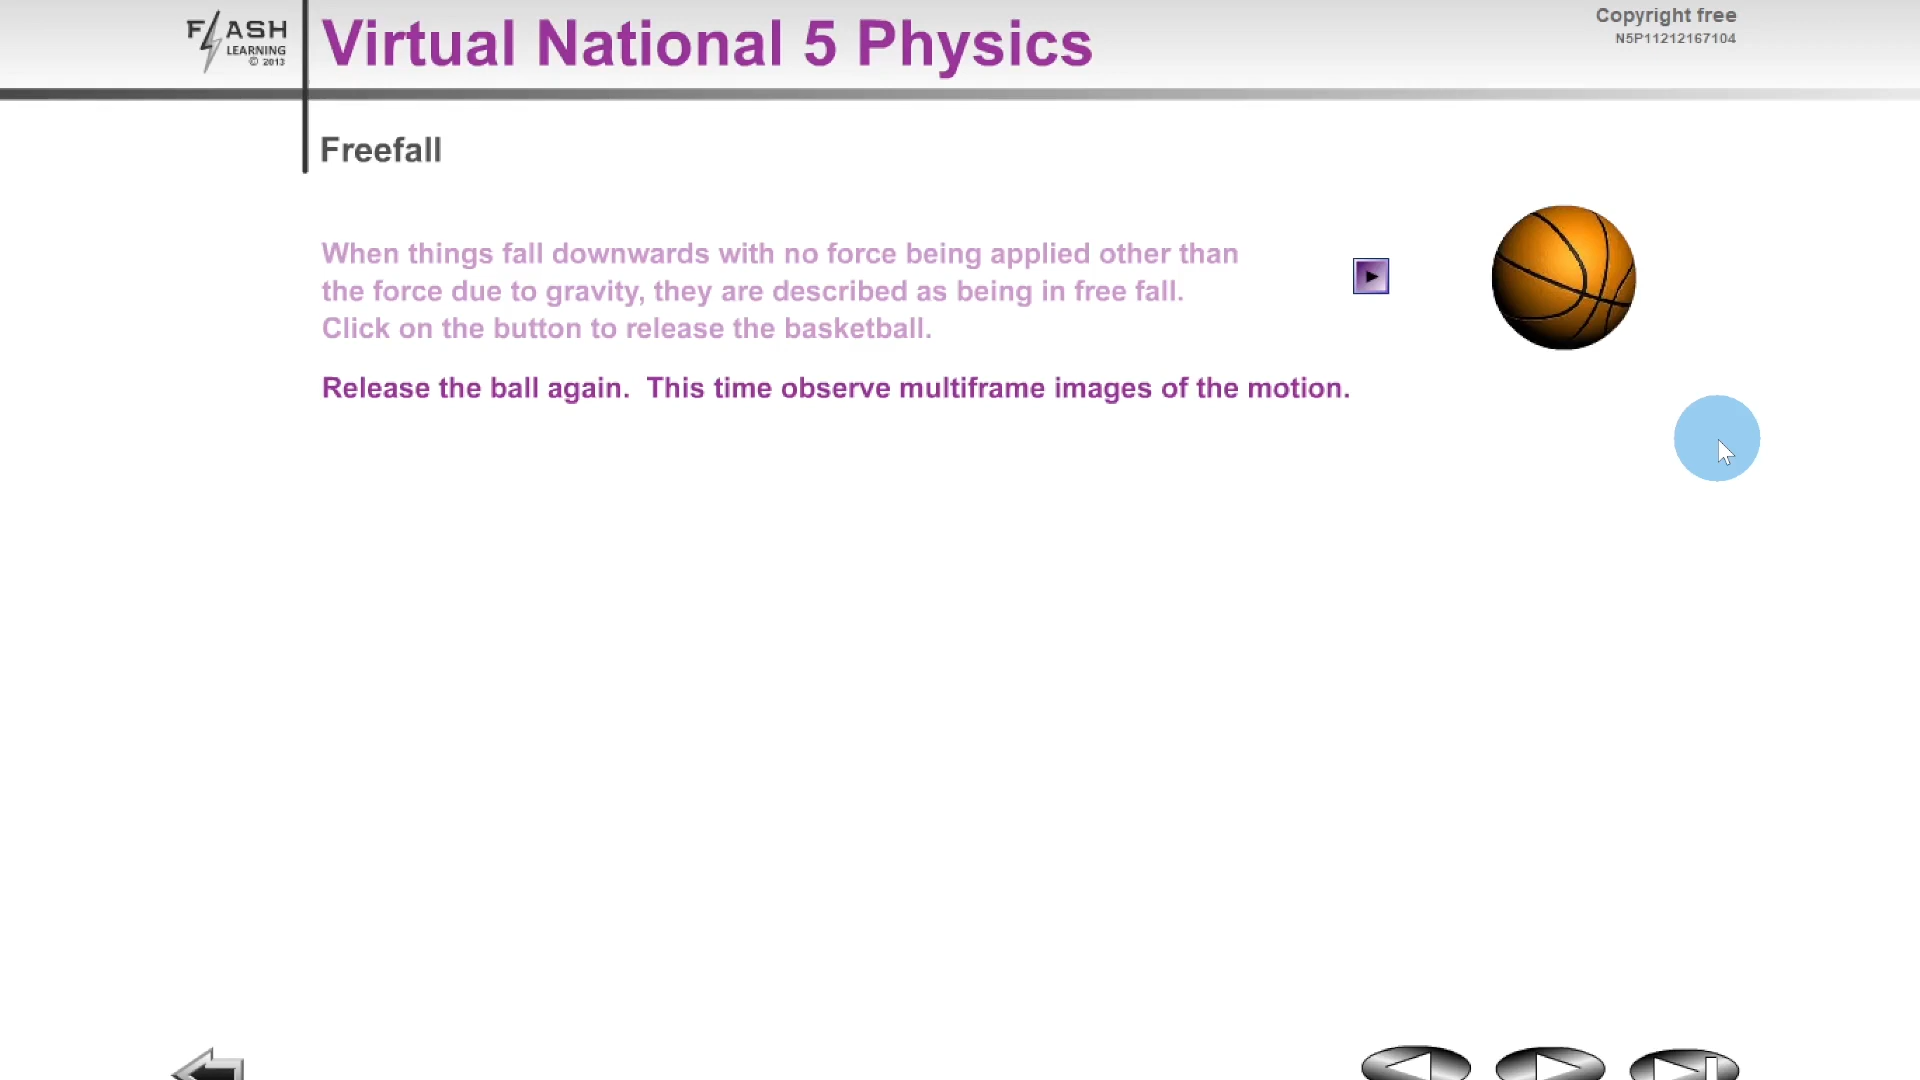 FLASH
LEARNING
© 2013
Virtual National 5 Physics
Copyright free
N5P11212167104
Freefall
When things fall downwards with no force being applied other than
the force due to gravity, they are described as being in free fall.
Click on the button to release the basketball.
Release the ball again. This time observe multiframe images of the motion.